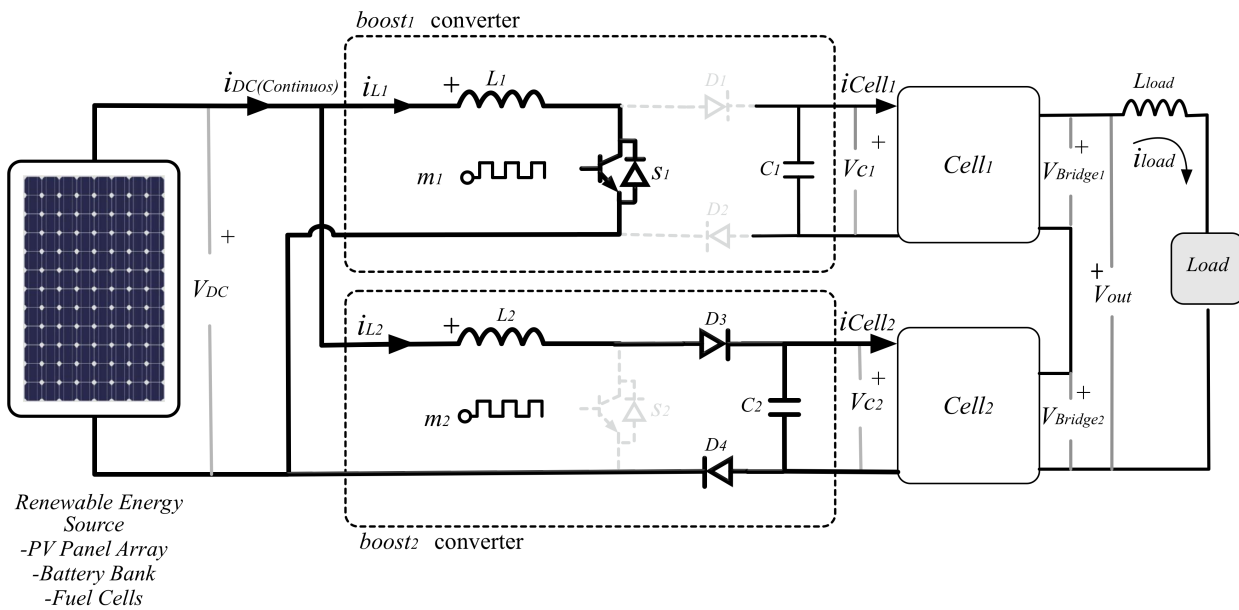 boost1 converter
iDC(Continuos)
iL1
+
L1
D1
iCell1
Lload
m1
S1
C1
+
VC1
Cell1
+
VBridge1
iload
D2
+
VDC
Load
+
Vout
iL2
+
L2
D3
iCell2
m2
S2
C2
+
VC2
Cell2
+
VBridge2
D4
Renewable Energy
Source
-PV Panel Array
-Battery Bank
-Fuel Cells
boost2 converter